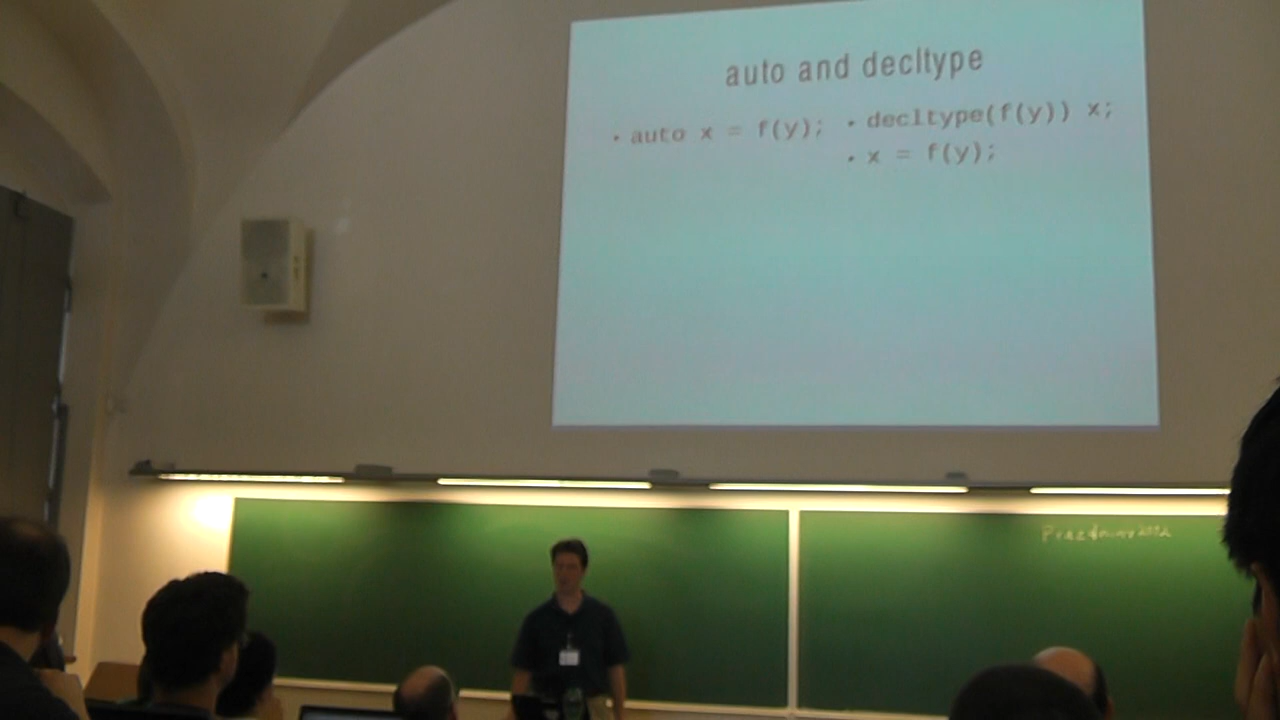 auto and decltype
• auto x = f(y);
• decltype(f(y)) x;
• x = f(y);